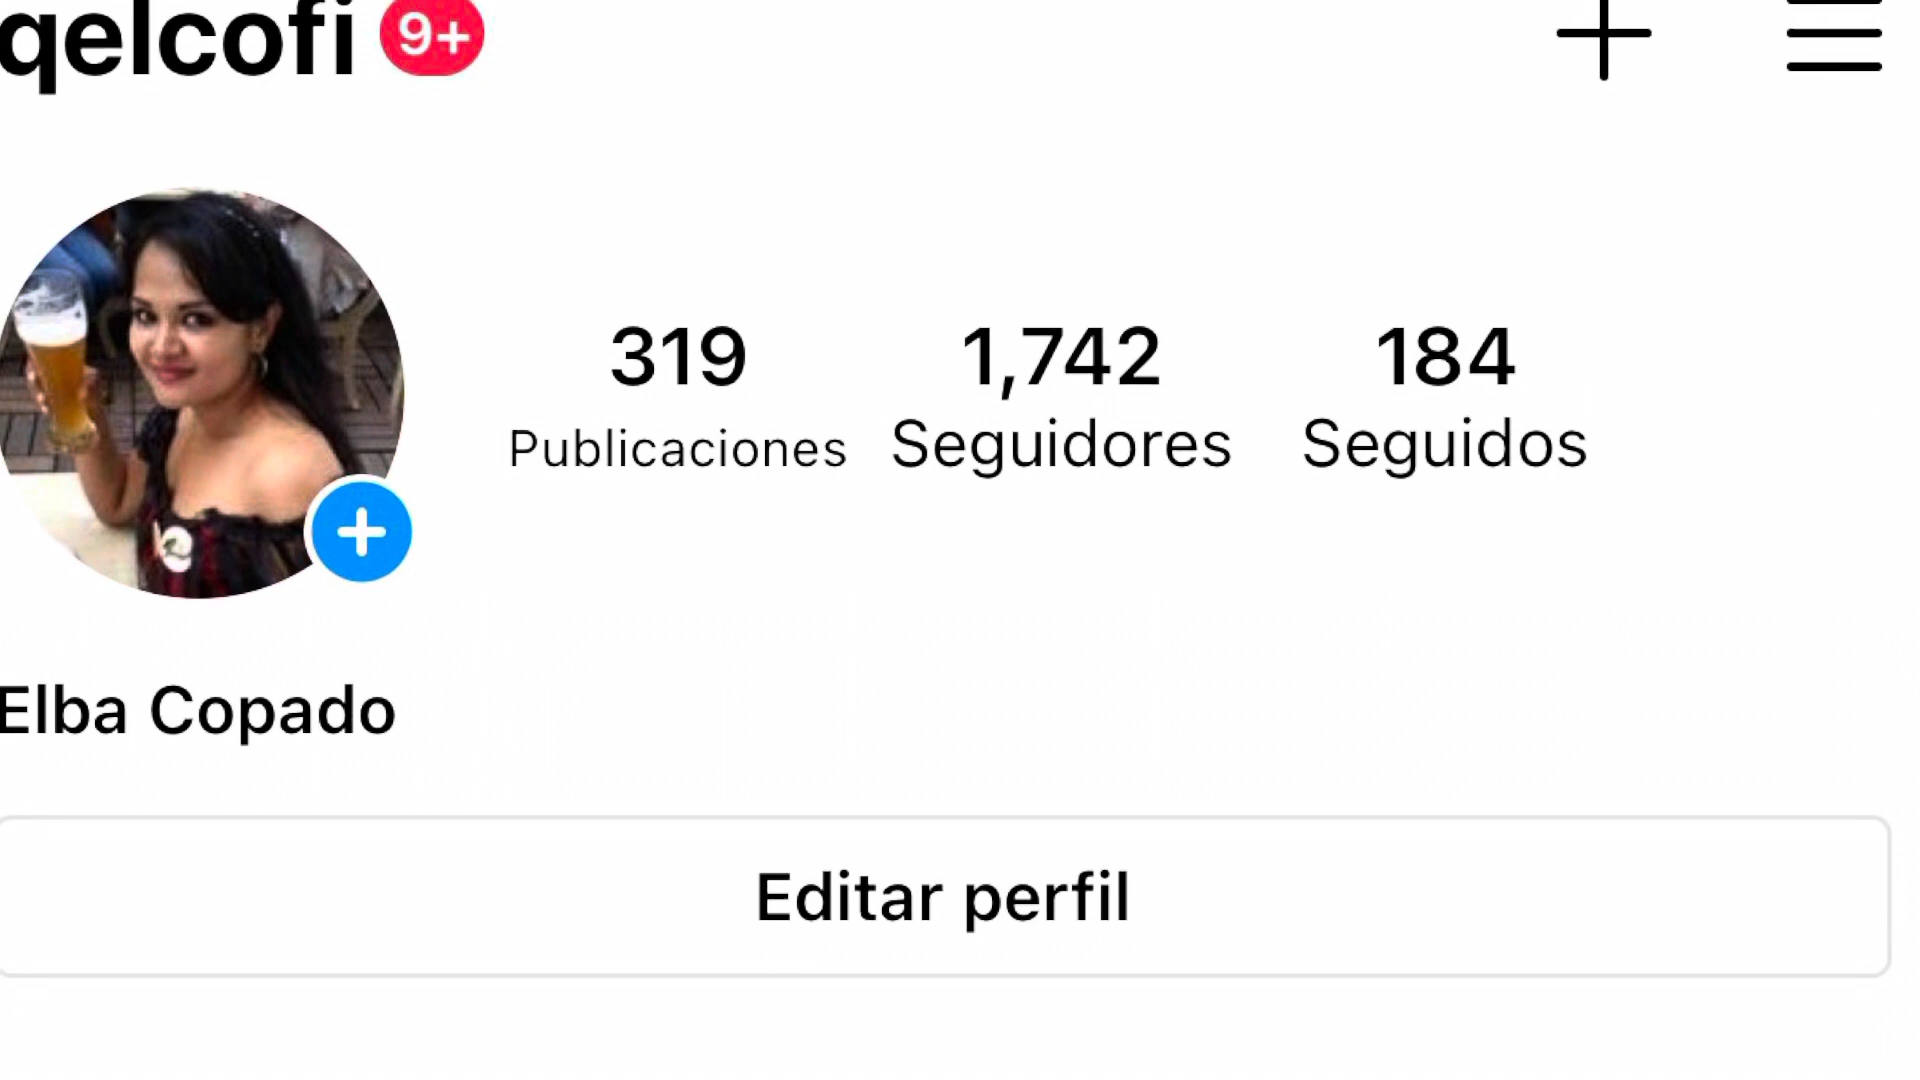 qelcofi 9+
319 1,742 184
Publicaciones Seguidores Seguidos
Elba Copado
Editar perfil